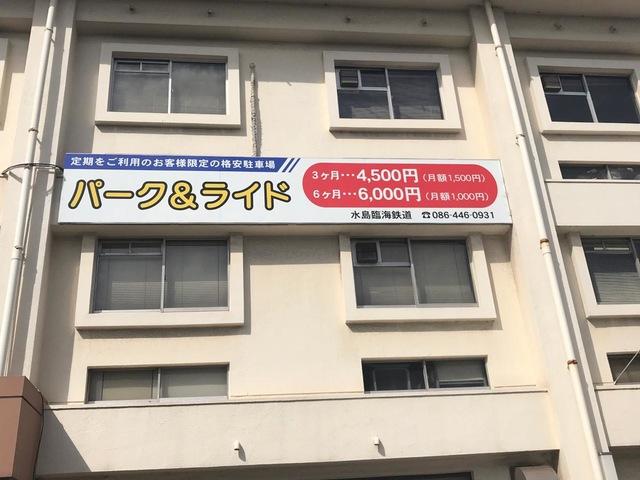 定期をご利用のお客様限定の格安駐車場
パーク&ライド
3ヶ月…4,500円(月額1,500円)
6ヶ月…6,000円(月額1,000円)
水島臨海鉄道 ☎086-446-0931